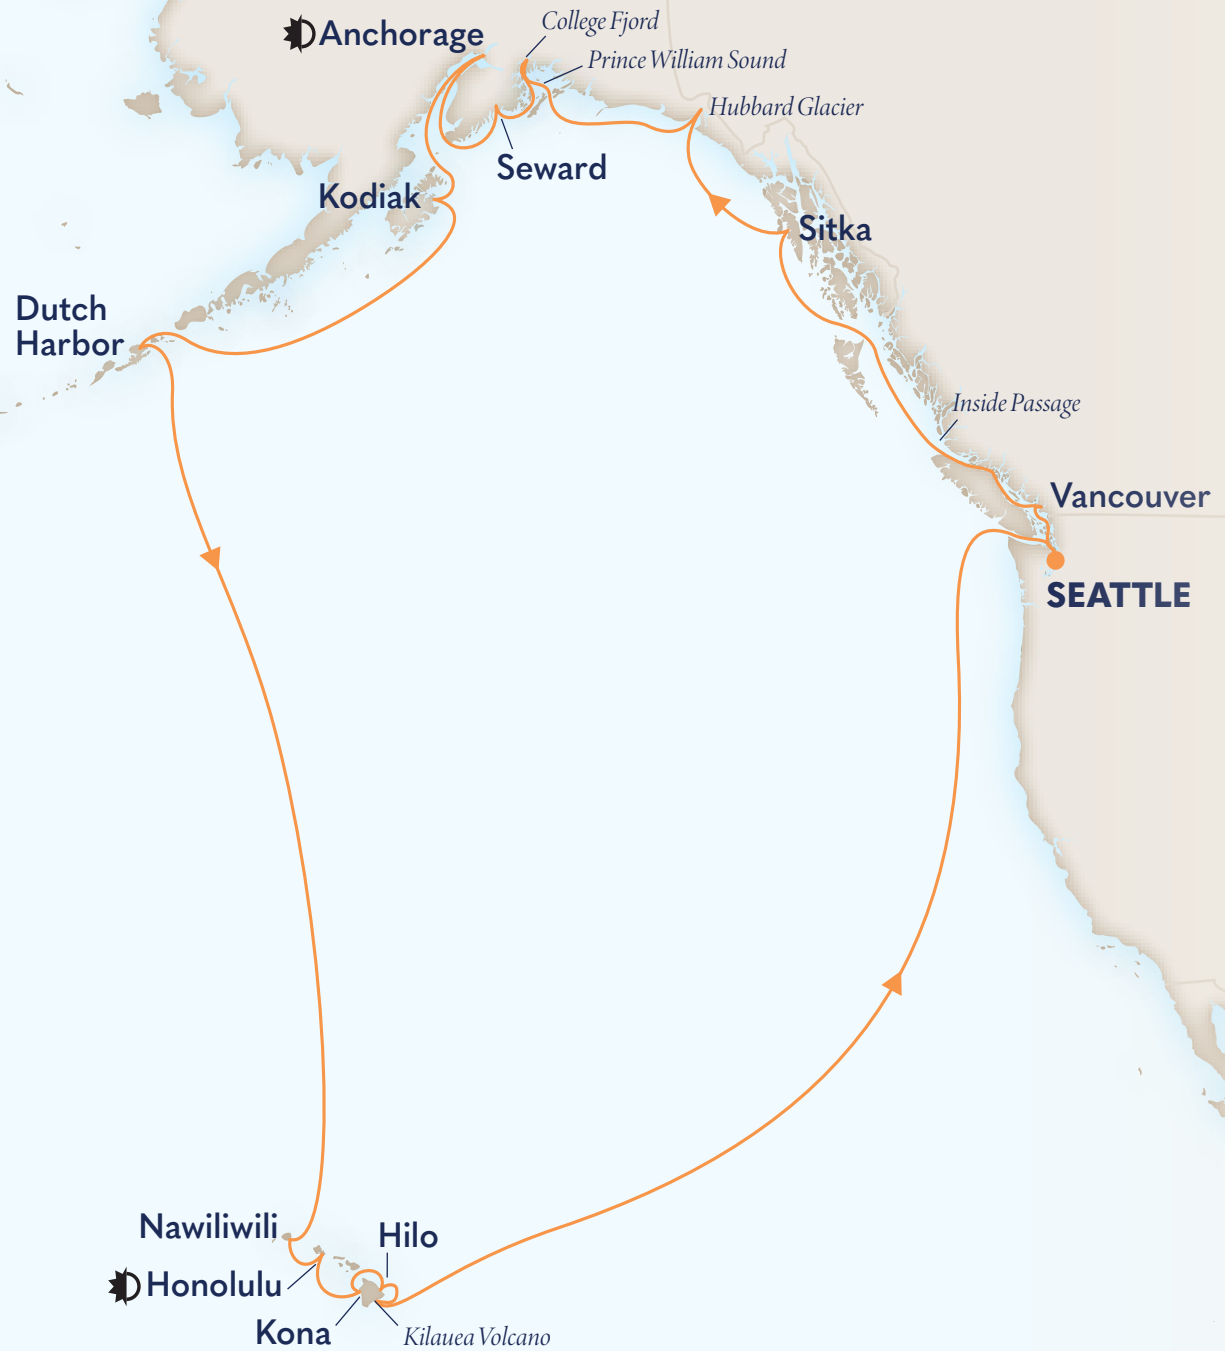 College Fjord
Anchorage
Prince William Sound
Hubbard Glacier
Seward
Kodiak
Sitka
Dutch
Harbor
Inside Passage
Vancouver
SEATTLE
Nawiliwili
Hilo
Honolulu
Kona
Kilauea Volcano